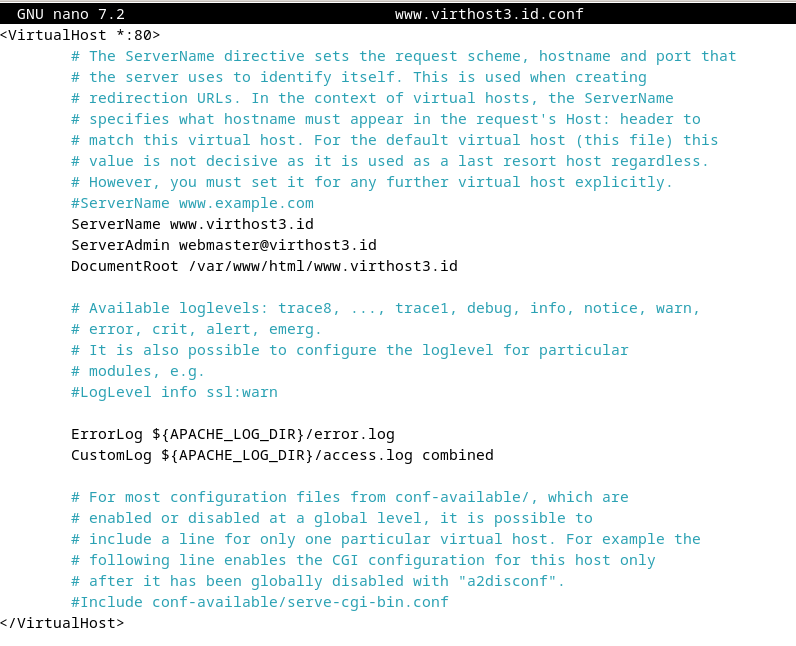 GNU nano 7.2 www.virthost3.id.conf
<VirtualHost *:80>
# The ServerName directive sets the request scheme, hostname and port that
# the server uses to identify itself. This is used when creating
# redirection URLs. In the context of virtual hosts, the ServerName
# specifies what hostname must appear in the request's Host: header to
# match this virtual host. For the default virtual host (this file) this
# value is not decisive as it is used as a last resort host regardless.
# However, you must set it for any further virtual host explicitly.
#ServerName www.example.com
ServerName www.virthost3.id
ServerAdmin webmaster@virthost3.id
DocumentRoot /var/www/html/www.virthost3.id
# Available loglevels: trace8, ..., trace1, debug, info, notice, warn,
# error, crit, alert, emerg.
# It is also possible to configure the loglevel for particular
# modules, e.g.
#LogLevel info ssl:warn
ErrorLog ${APACHE_LOG_DIR}/error.log
CustomLog ${APACHE_LOG_DIR}/access.log combined
# For most configuration files from conf-available/, which are
# enabled or disabled at a global level, it is possible to
# include a line for only one particular virtual host. For example the
# following line enables the CGI configuration for this host only
# after it has been globally disabled with "a2disconf".
#Include conf-available/serve-cgi-bin.conf
</VirtualHost>